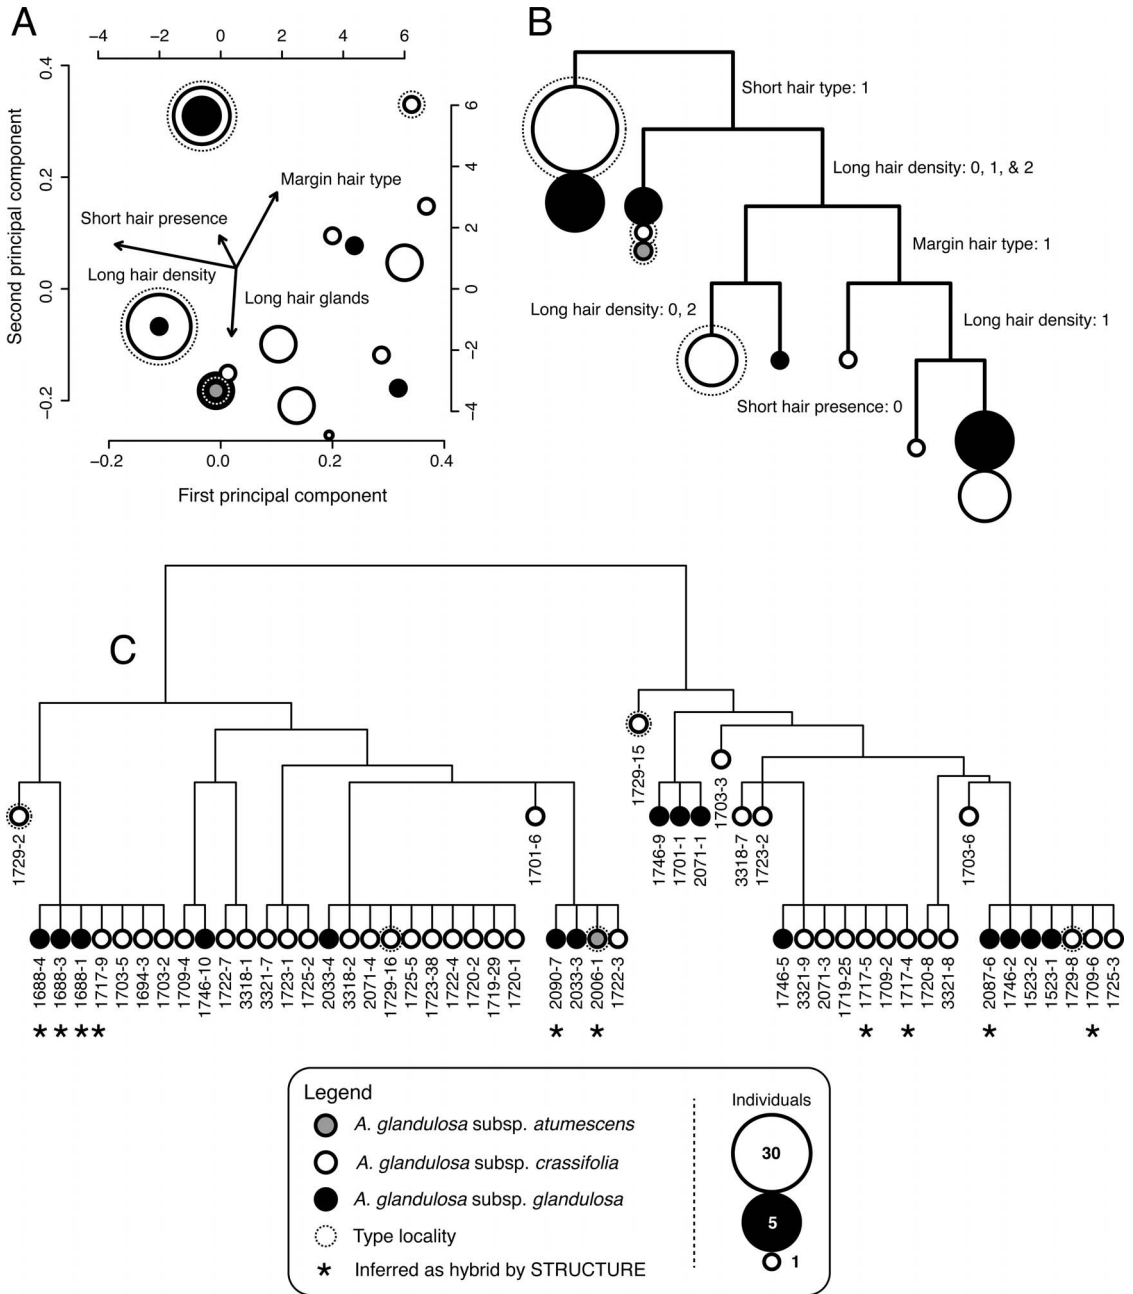 A
−4 −2 0 2 4 6
0.4
0.2
0.0
−0.2
Second principal component
6
4
2
0
−2
−4
Margin hair type
Short hair presence
Long hair density
Long hair glands
−0.2 0.0 0.2 0.4
First principal component
B
Short hair type: 1
Long hair density: 0, 1, & 2
Margin hair type: 1
Long hair density: 0, 2
Long hair density: 1
Short hair presence: 0
C
1729-2
1701-6
1729-15
1746-9
1701-1
2071-1
1703-3
3318-7
1723-2
1703-6
1688-4
1688-3
1688-1
1717-9
1703-5
1694-3
1703-2
1709-4
1746-10
1722-7
3318-1
3321-7
1723-1
1725-2
2033-4
3318-2
2071-4
1729-16
1725-5
1723-38
1722-4
1720-2
1719-29
1720-1
2090-7
2033-3
2006-1
1722-3
1746-5
3321-9
2071-3
1719-25
1717-5
1709-2
1717-4
1720-8
3321-8
2087-6
1746-2
1523-2
1523-1
1729-8
1709-6
1725-3
* * * * * * * * * *
Legend
A. glandulosa subsp. atumescens
A. glandulosa subsp. crassifolia
A. glandulosa subsp. glandulosa
Type locality
* Inferred as hybrid by STRUCTURE
Individuals
30
5
1